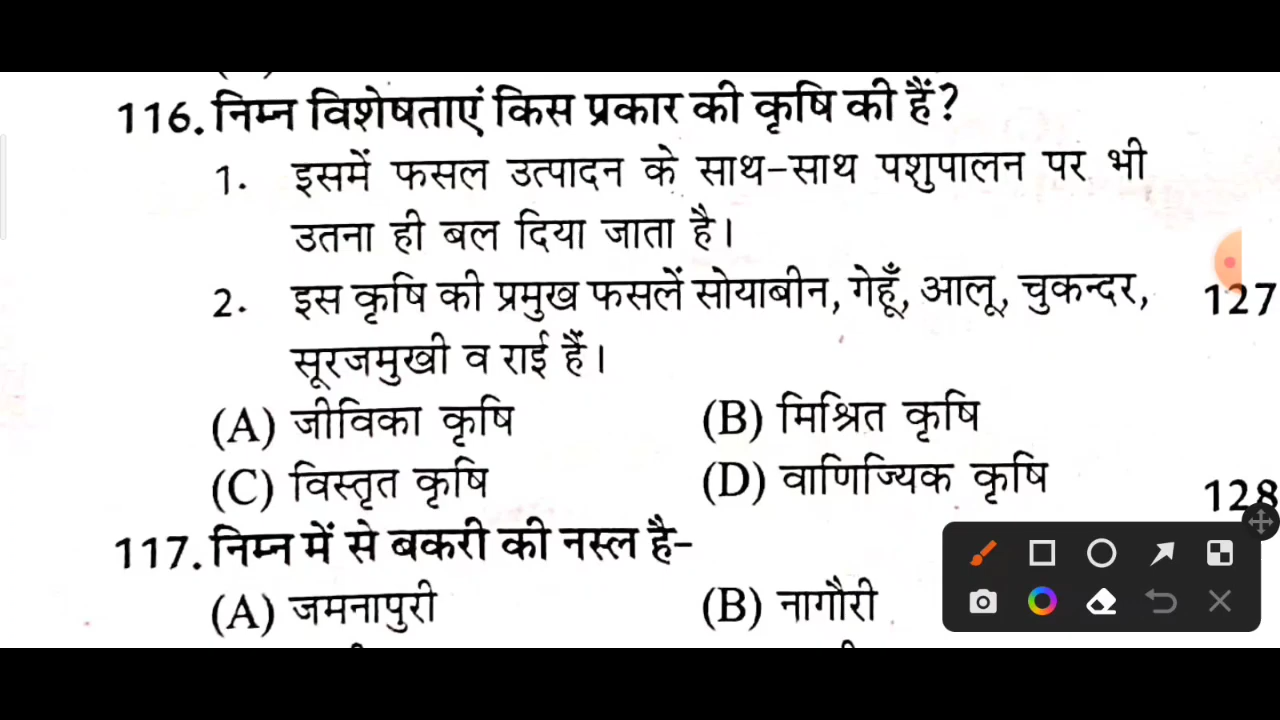 116. निम्न विशेषताएं किस प्रकार की कृषि की हैं?
1. इसमें फसल उत्पादन के साथ-साथ पशुपालन पर भी
उतना ही बल दिया जाता है।
2. इस कृषि की प्रमुख फसलें सोयाबीन, गेहूँ, आलू, चुकन्दर,
सूरजमुखी व राई हैं।
(A) जीविका कृषि (B) मिश्रित कृषि
(C) विस्तृत कृषि (D) वाणिज्यिक कृषि
117. निम्न में से बकरी की नस्ल है-
(A) जमनापुरी (B) नागौरी
127
128